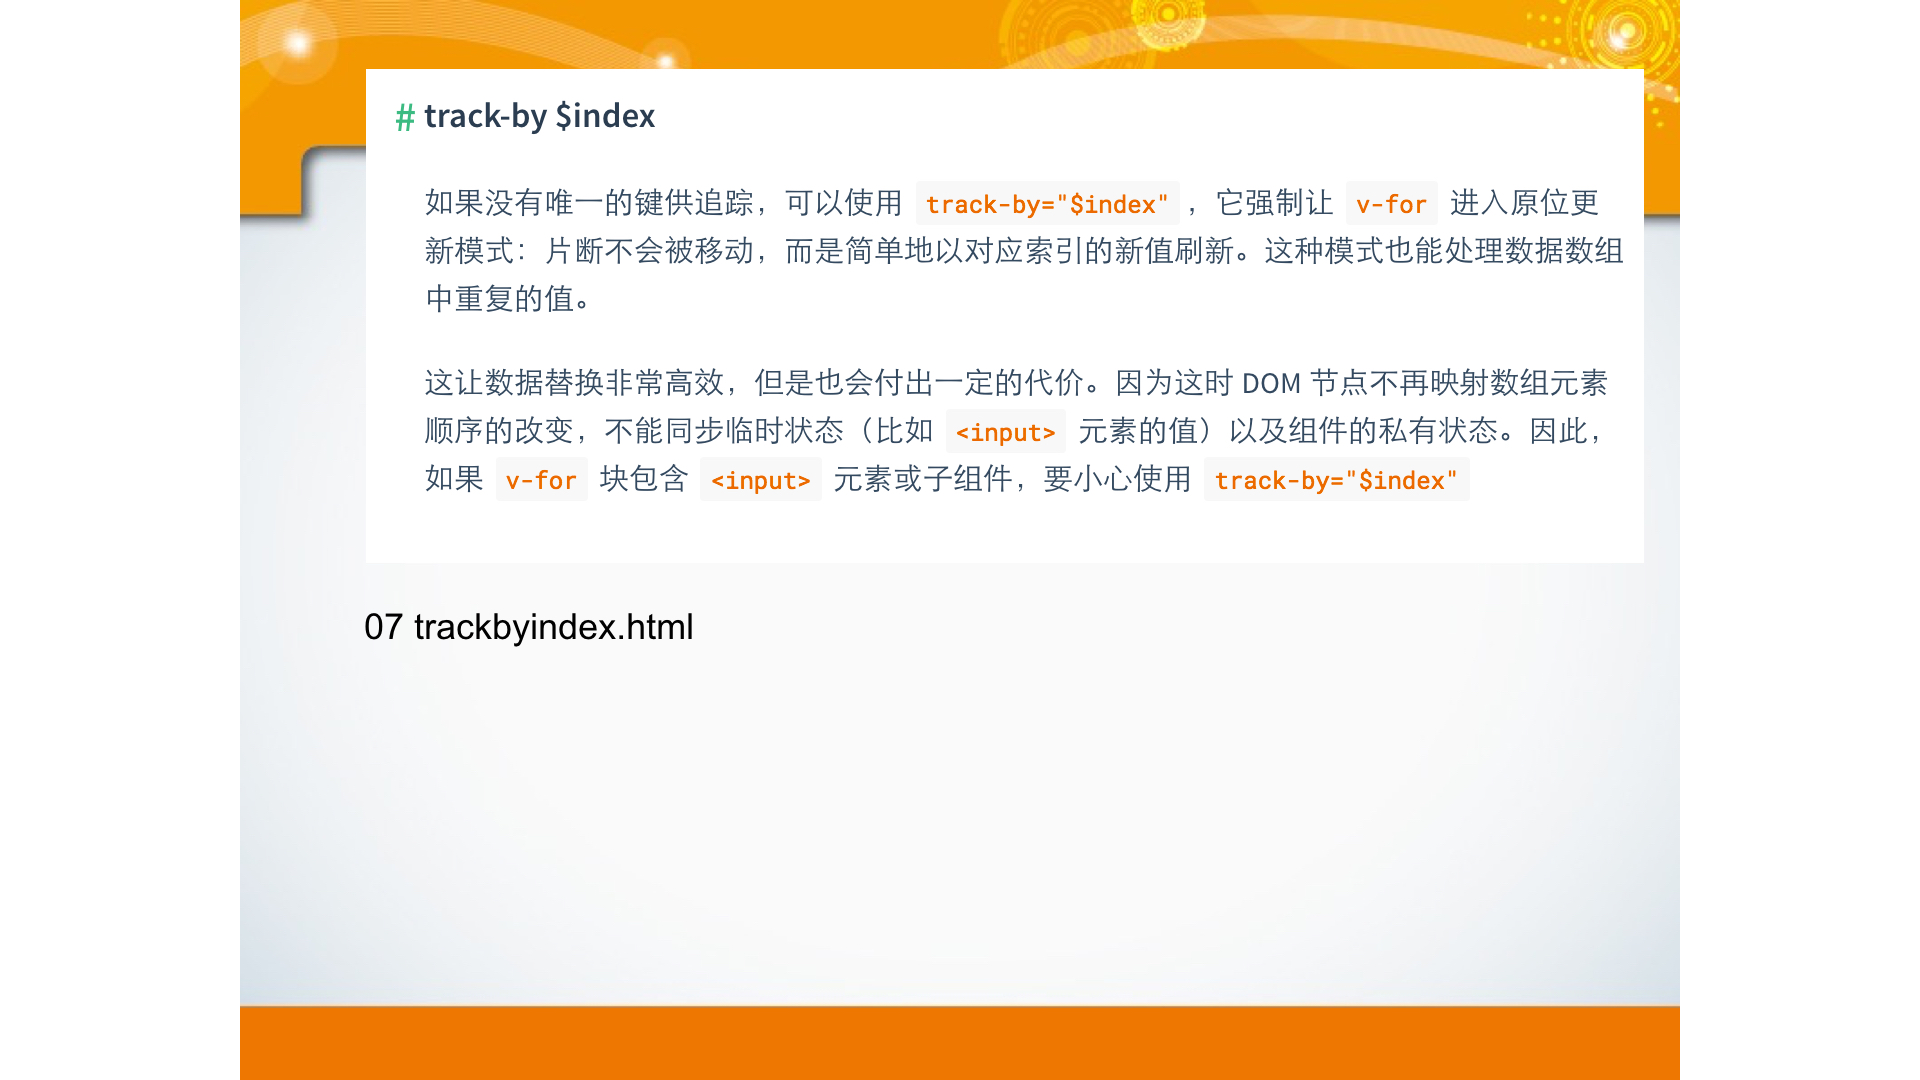 # track-by $index
如果没有唯一的键供追踪，可以使用 track-by="$index" ，它强制让 v-for 进入原位更
新模式：片断不会被移动，而是简单地以对应索引的新值刷新。这种模式也能处理数据数组
中重复的值。
这让数据替换非常高效，但是也会付出一定的代价。因为这时 DOM 节点不再映射数组元素
顺序的改变，不能同步临时状态（比如 <input> 元素的值）以及组件的私有状态。因此，
如果 v-for 块包含 <input> 元素或子组件，要小心使用 track-by="$index"
07 trackbyindex.html